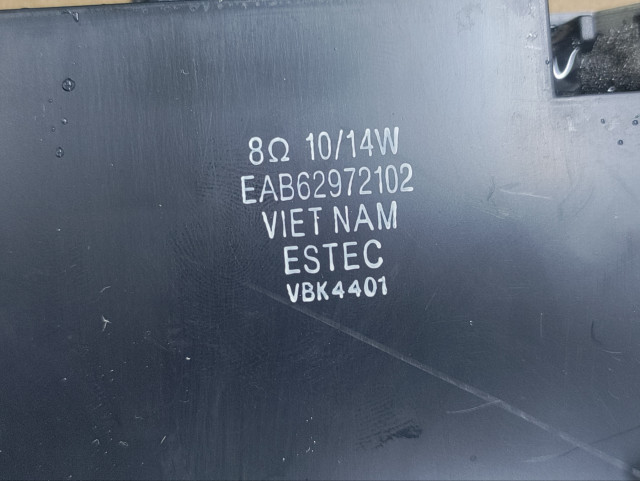 8Ω 10/14W
EAB62972102
VIET NAM
ESTEC
VBK4401